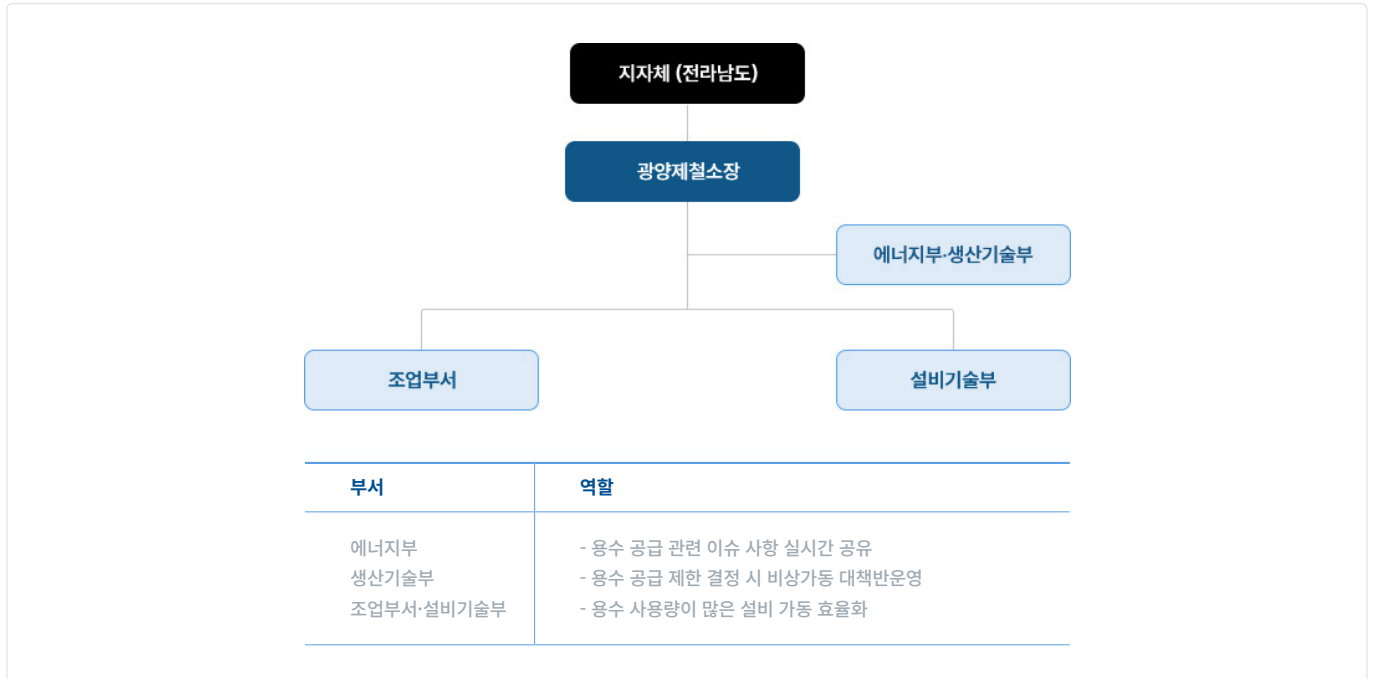 지자체 (전라남도)
광양제철소장
에너지부·생산기술부
조업부서
설비기술부
부서 역할
에너지부 - 용수 공급 관련 이슈 사항 실시간 공유
생산기술부 - 용수 공급 제한 결정 시 비상가동 대책반운영
조업부서·설비기술부 - 용수 사용량이 많은 설비 가동 효율화